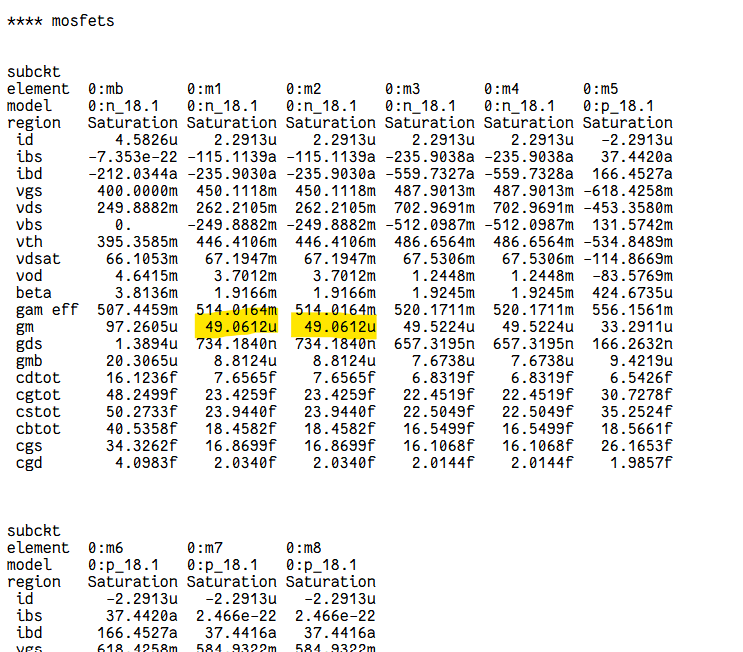 **** mosfets
subckt
element 0:mb 0:m1 0:m2 0:m3 0:m4 0:m5
model 0:n_18.1 0:n_18.1 0:n_18.1 0:n_18.1 0:n_18.1 0:p_18.1
region Saturation Saturation Saturation Saturation Saturation Saturation
id 4.5826u 2.2913u 2.2913u 2.2913u 2.2913u -2.2913u
ibs -7.353e-22 -115.1139a -115.1139a -235.9038a -235.9038a 37.4420a
ibd -212.0344a -235.9030a -235.9030a -559.7327a -559.7328a 166.4527a
vgs 400.0000m 450.1118m 450.1118m 487.9013m 487.9013m -618.4258m
vds 249.8882m 262.2105m 262.2105m 702.9691m 702.9691m -453.3580m
vbs 0. -249.8882m -249.8882m -512.0987m -512.0987m 131.5742m
vth 395.3585m 446.4106m 446.4106m 486.6564m 486.6564m -534.8489m
vdsat 66.1053m 67.1947m 67.1947m 67.5306m 67.5306m -114.8669m
vod 4.6415m 3.7012m 3.7012m 1.2448m 1.2448m -83.5769m
beta 3.8136m 1.9166m 1.9166m 1.9245m 1.9245m 424.6735u
gam eff 507.4459m 514.0164m 514.0164m 520.1711m 520.1711m 556.1561m
gm 97.2605u 49.0612u 49.0612u 49.5224u 49.5224u 33.2911u
gds 1.3894u 734.1840n 734.1840n 657.3195n 657.3195n 166.2632n
gmb 20.3065u 8.8124u 8.8124u 7.6738u 7.6738u 9.4219u
cdtot 16.1236f 7.6565f 7.6565f 6.8319f 6.8319f 6.5426f
cgtot 48.2499f 23.4259f 23.4259f 22.4519f 22.4519f 30.7278f
cstot 50.2733f 23.9440f 23.9440f 22.5049f 22.5049f 35.2524f
cbtot 40.5358f 18.4582f 18.4582f 16.5499f 16.5499f 18.5661f
cgs 34.3262f 16.8699f 16.8699f 16.1068f 16.1068f 26.1653f
cgd 4.0983f 2.0340f 2.0340f 2.0144f 2.0144f 1.9857f
subckt
element 0:m6 0:m7 0:m8
model 0:p_18.1 0:p_18.1 0:p_18.1
region Saturation Saturation Saturation
id -2.2913u -2.2913u -2.2913u
ibs 37.4420a 2.466e-22 2.466e-22
ibd 166.4527a 37.4416a 37.4416a
vgs 618.4258m 584.9322m 584.9322m